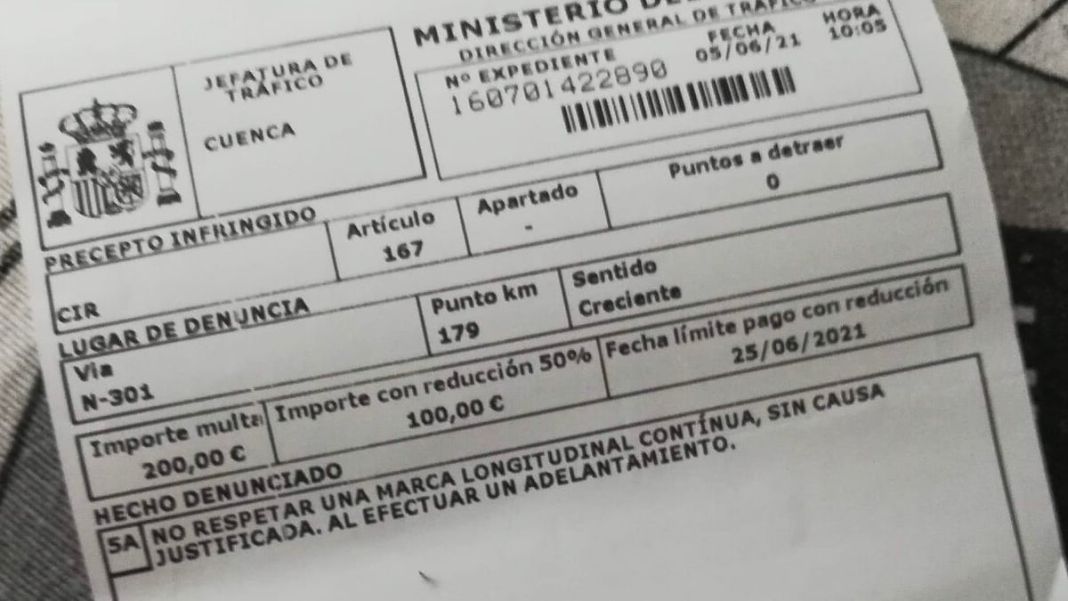 MINISTERIO
DIRECCIÓN GENERAL DE TRÁFICO
JEFATURA DE
TRÁFICO
CUENCA
Nº EXPEDIENTE
160701422890
FECHA
05/06/21
HORA
10:05
PRECEPTO INFRINGIDO
CIR
Artículo
167
Apartado
-
Puntos a detraer
0
LUGAR DE DENUNCIA
Via
N-301
Punto km
179
Sentido
Creciente
Importe multa
200,00 €
Importe con reducción 50%
100,00 €
Fecha límite pago con reducción
25/06/2021
HECHO DENUNCIADO
5A
NO RESPETAR UNA MARCA LONGITUDINAL CONTÍNUA, SIN CAUSA
JUSTIFICADA. AL EFECTUAR UN ADELANTAMIENTO.